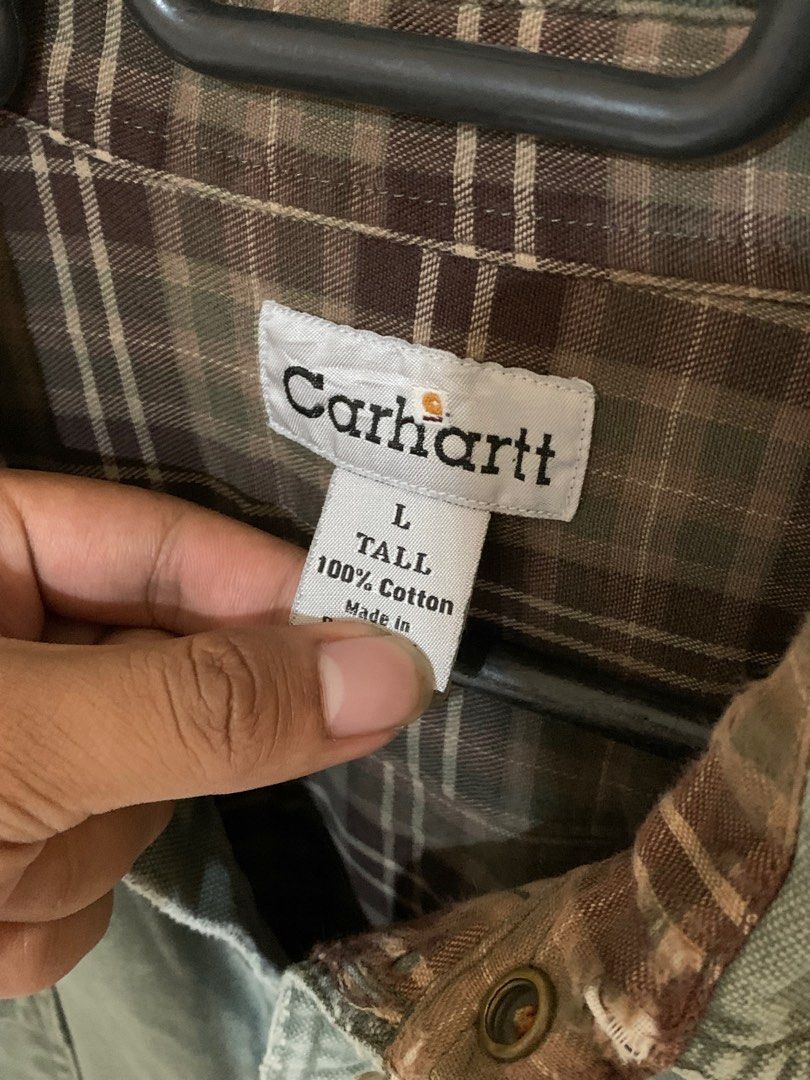 Carhartt
L
TALL
100% Cotton
Made in